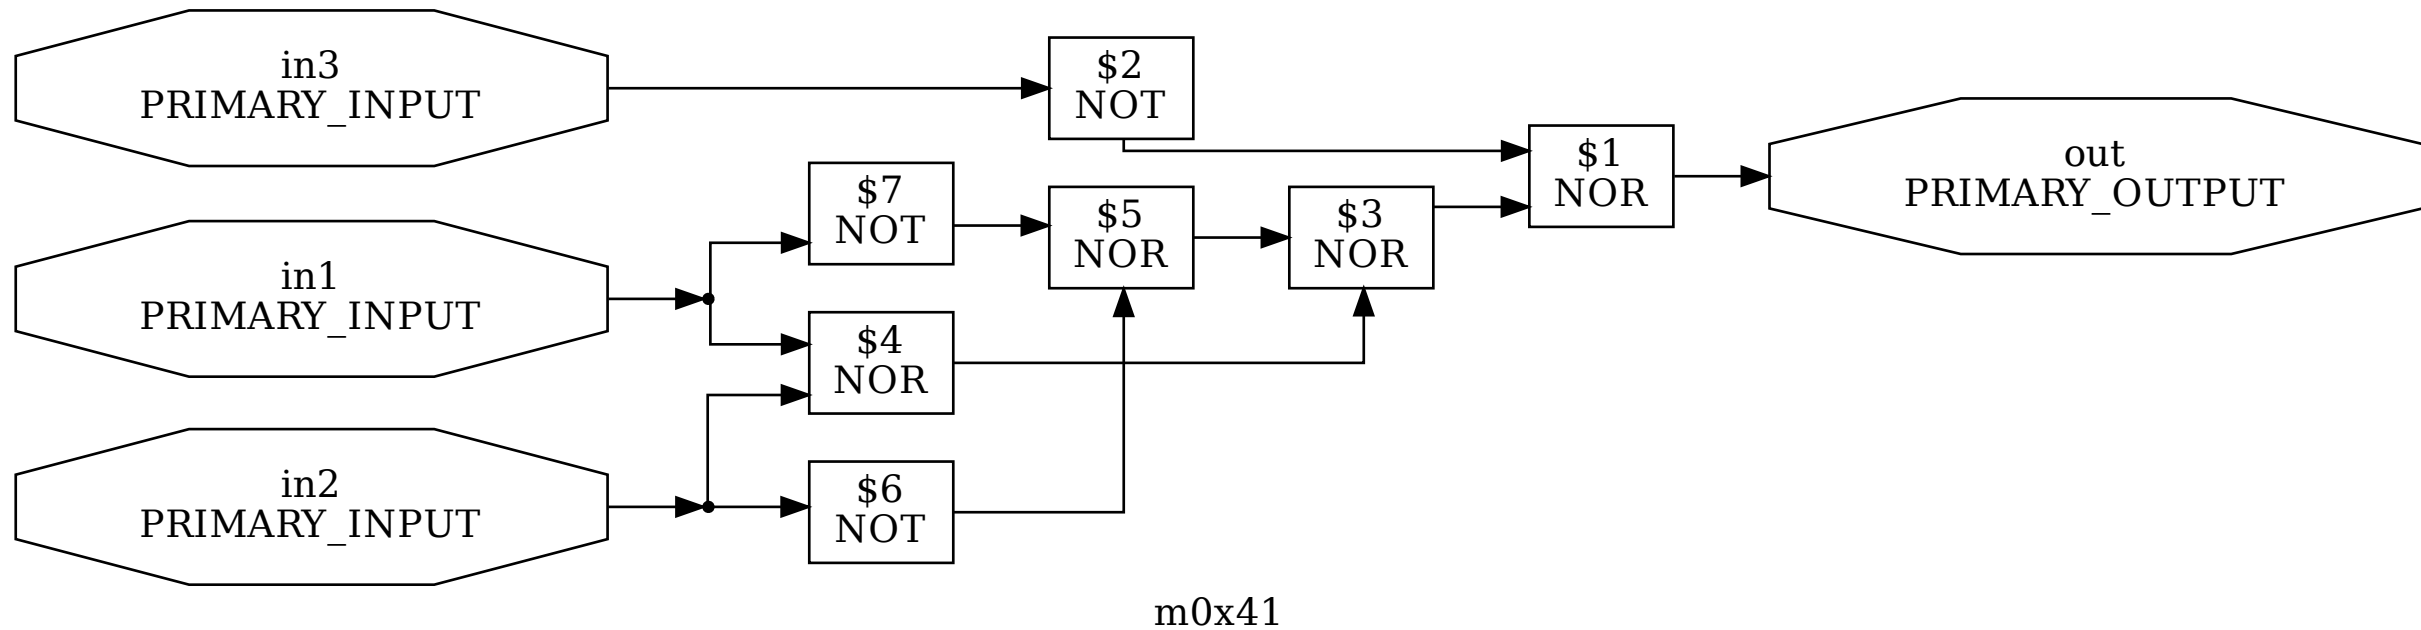 in3
PRIMARY_INPUT
$2
NOT
$7
NOT
$5
NOR
$3
NOR
$1
NOR
out
PRIMARY_OUTPUT
in1
PRIMARY_INPUT
$4
NOR
in2
PRIMARY_INPUT
$6
NOT
m0x41